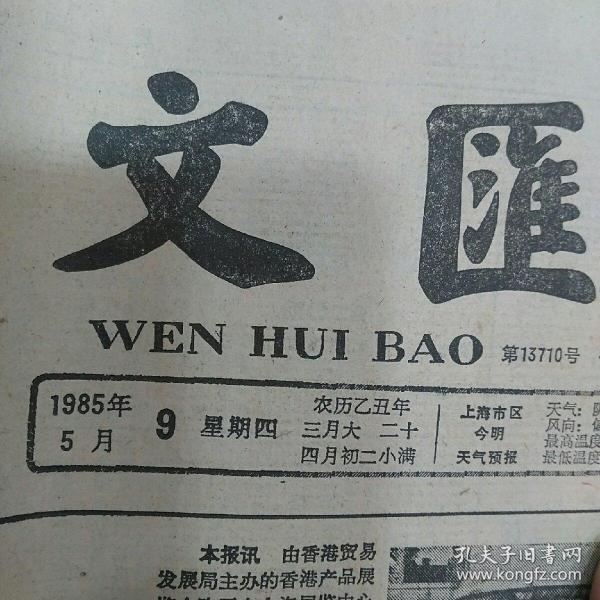 文匯
WEN HUI BAO 第13710号
1985年
5月
9 星期四
农历乙丑年
三月大 二十
四月初二小满
上海市区
今明
天气预报
天气:
风向:
最高温度
最低温度
本报讯 由香港贸易
发展局主办的香港产品展
孔夫子旧书网
www.kongfz.com